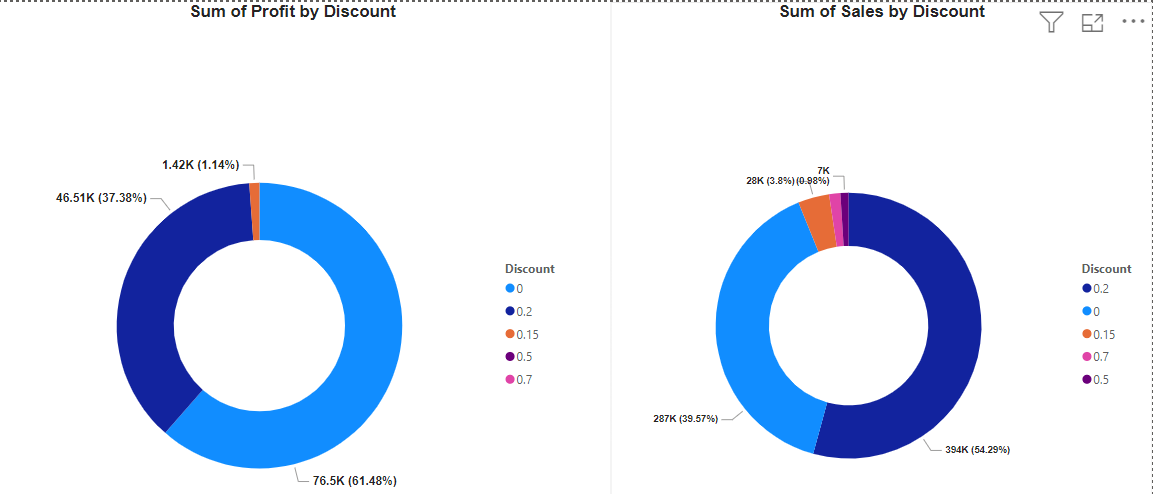 Sum of Profit by Discount
1.42K (1.14%)
46.51K (37.38%)
76.5K (61.48%)
Discount
0
0.2
0.15
0.5
0.7
Sum of Sales by Discount
7K
(0.98%)
28K (3.8%)
287K (39.57%)
394K (54.29%)
Discount
0.2
0
0.15
0.7
0.5